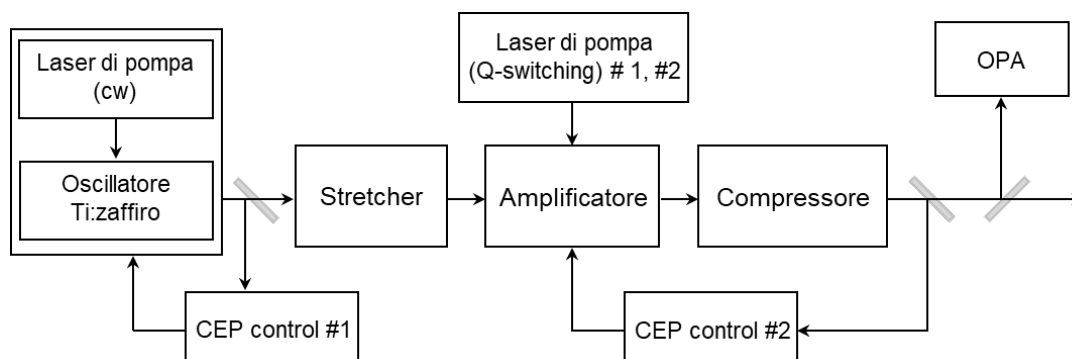 Laser di pompa
(cw)
Oscillatore
Ti:zaffiro
Stretcher
Laser di pompa
(Q-switching) # 1, #2
Amplificatore
Compressore
OPA
CEP control #1
CEP control #2